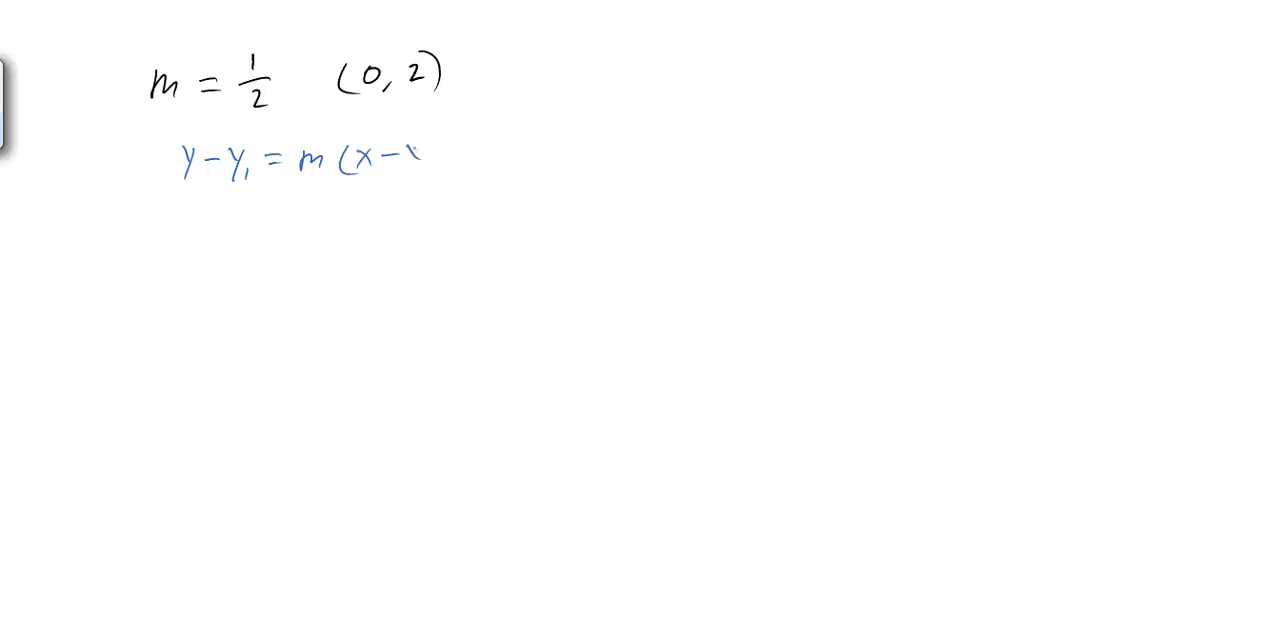 m = 1/2 (0, 2)
y - y₁ = m (x -